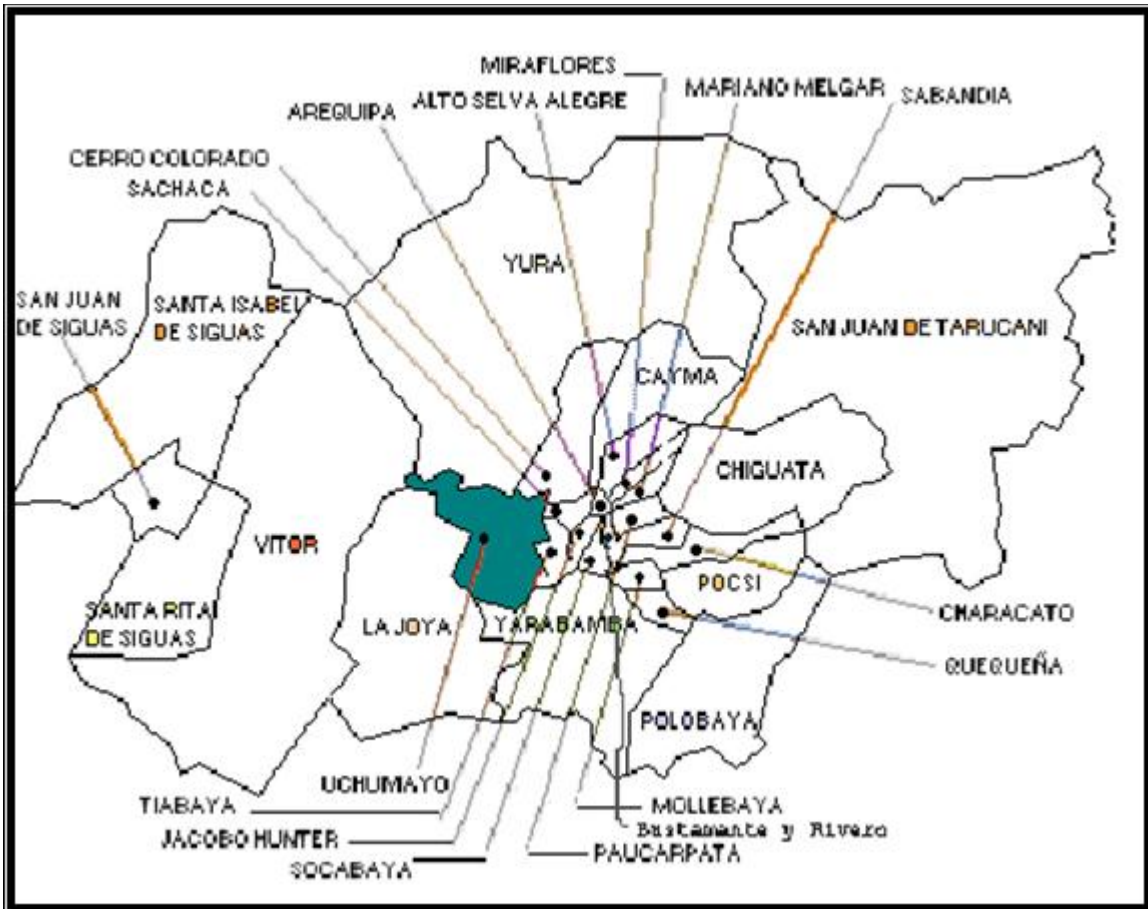 MIRAFLORES
ALTO SELVA ALEGRE
MARIANO MELGAR
SABANDIA
AREQUIPA
CERRO COLORADO
SACHACA
YURA
SAN JUAN
DE SIGUAS
SANTA ISABEL
DE SIGUAS
SAN JUAN DE TARUCANI
CAYMA
CHIGUATA
VITOR
POCSI
SANTA RITA
DE SIGUAS
LA JOYA
YARABAMBA
CHARACATO
QUEQUEÑA
POLOBAYA
UCHUMAYO
TIABAYA
MOLLEBAYA
Bustamante y Rivero
JACOBO HUNTER
PAUCARPATA
SOCABAYA